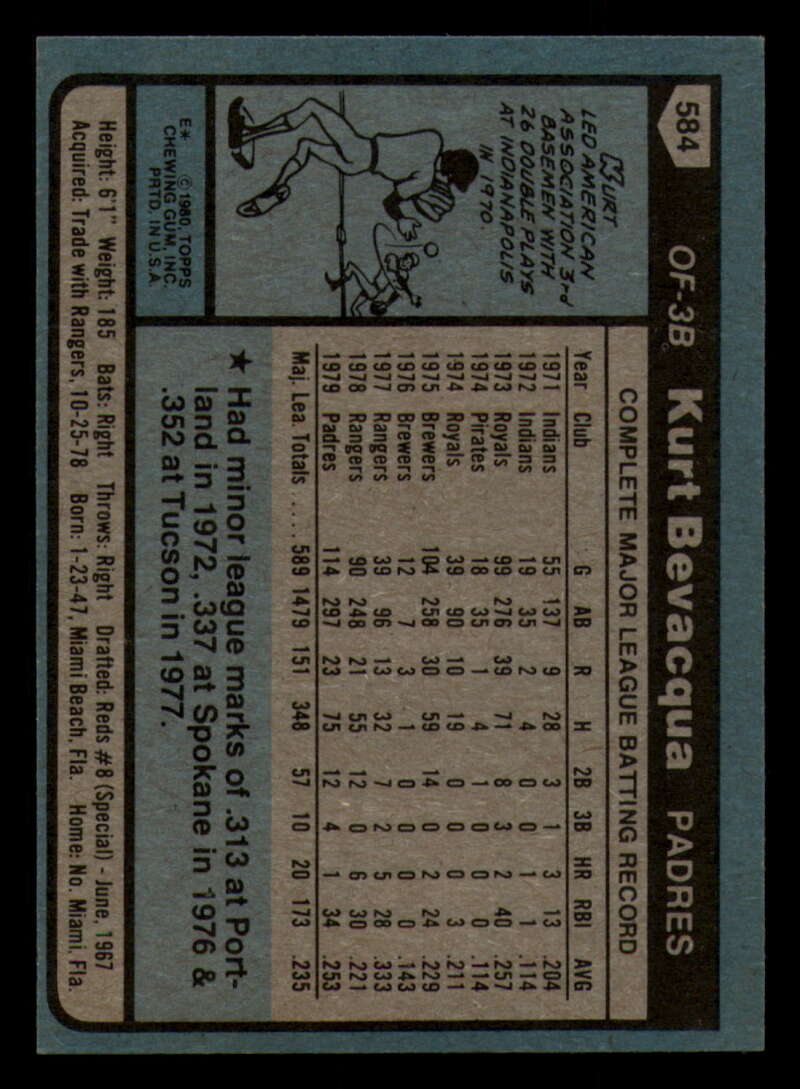 584
OF-3B Kurt Bevacqua PADRES
KURT
LED AMERICAN
ASSOCIATION 3rd
BASEMEN WITH
26 DOUBLE PLAYS
AT INDIANAPOLIS
IN 1970.
E* © 1980, TOPPS
CHEWING GUM, INC.
PRTD. IN U.S.A.
COMPLETE MAJOR LEAGUE BATTING RECORD
Year Club G AB R H 2B 3B HR RBI AVG
1971 Indians 55 137 9 28 3 1 3 13 .204
1972 Indians 19 35 2 4 0 0 1 1 .114
1973 Royals 99 276 39 71 8 3 2 40 .257
1974 Pirates 18 35 1 4 1 0 0 0 .114
1974 Royals 39 90 10 19 0 0 0 3 .211
1975 Brewers 104 258 30 59 14 0 2 24 .229
1976 Brewers 12 7 3 1 0 0 0 0 .143
1977 Rangers 39 96 13 32 7 2 5 28 .333
1978 Rangers 90 248 21 55 12 0 6 30 .221
1979 Padres 114 297 23 75 12 4 1 34 .253
Maj. Lea. Totals .... 589 1479 151 348 57 10 20 173 .235
★ Had minor league marks of .313 at Port-
land in 1972, .337 at Spokane in 1976 &
.352 at Tucson in 1977.
Height: 6'1" Weight: 185 Bats: Right Throws: Right Drafted: Reds #8 (Special) - June, 1967
Acquired: Trade with Rangers, 10-25-78 Born: 1-23-47, Miami Beach, Fla. Home: No. Miami, Fla.